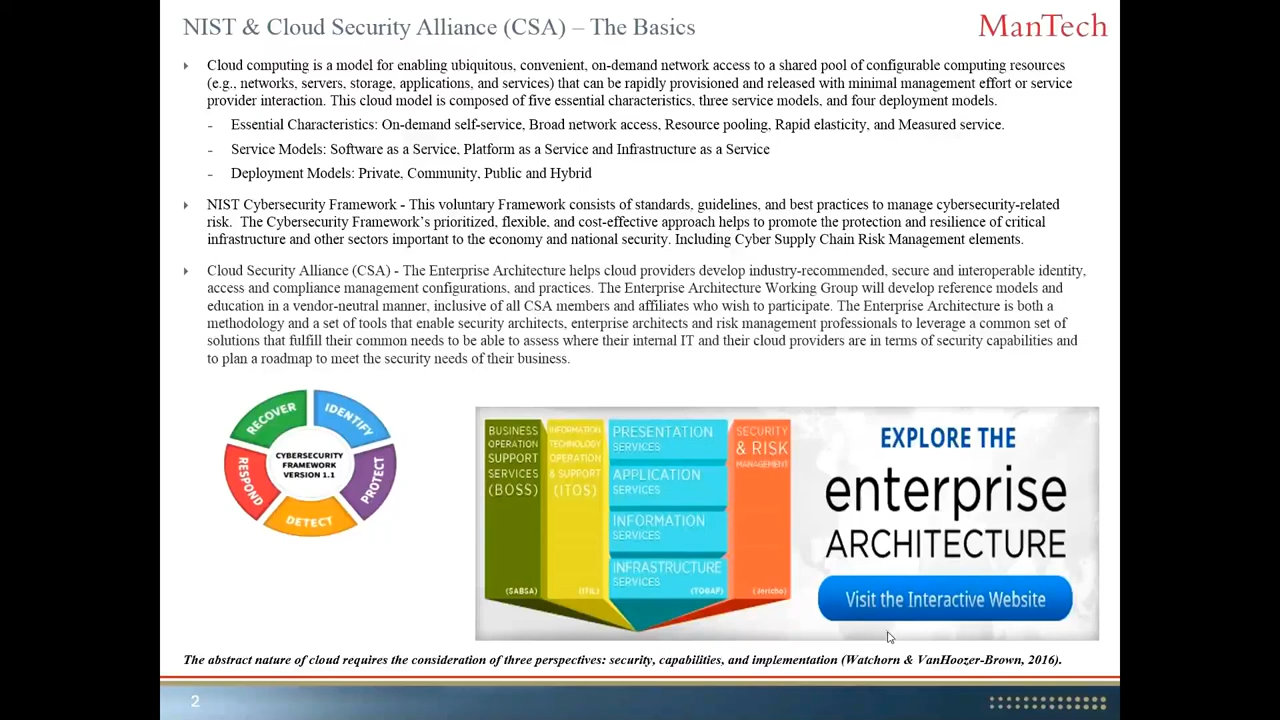 NIST & Cloud Security Alliance (CSA) – The Basics
ManTech
Cloud computing is a model for enabling ubiquitous, convenient, on-demand network access to a shared pool of configurable computing resources
(e.g., networks, servers, storage, applications, and services) that can be rapidly provisioned and released with minimal management effort or service
provider interaction. This cloud model is composed of five essential characteristics, three service models, and four deployment models.
- Essential Characteristics: On-demand self-service, Broad network access, Resource pooling, Rapid elasticity, and Measured service.
- Service Models: Software as a Service, Platform as a Service and Infrastructure as a Service
- Deployment Models: Private, Community, Public and Hybrid
NIST Cybersecurity Framework - This voluntary Framework consists of standards, guidelines, and best practices to manage cybersecurity-related
risk. The Cybersecurity Framework's prioritized, flexible, and cost-effective approach helps to promote the protection and resilience of critical
infrastructure and other sectors important to the economy and national security. Including Cyber Supply Chain Risk Management elements.
Cloud Security Alliance (CSA) - The Enterprise Architecture helps cloud providers develop industry-recommended, secure and interoperable identity,
access and compliance management configurations, and practices. The Enterprise Architecture Working Group will develop reference models and
education in a vendor-neutral manner, inclusive of all CSA members and affiliates who wish to participate. The Enterprise Architecture is both a
methodology and a set of tools that enable security architects, enterprise architects and risk management professionals to leverage a common set of
solutions that fulfill their common needs to be able to assess where their internal IT and their cloud providers are in terms of security capabilities and
to plan a roadmap to meet the security needs of their business.
RECOVER
IDENTIFY
PROTECT
DETECT
RESPOND
CYBERSECURITY
FRAMEWORK
VERSION 1.1
BUSINESS
OPERATION
SUPPORT
SERVICES
(BOSS)
(SABSA)
INFORMATION
TECHNOLOGY
OPERATION
& SUPPORT
(ITOS)
(ITIL)
PRESENTATION
SERVICES
APPLICATION
SERVICES
INFORMATION
SERVICES
INFRASTRUCTURE
SERVICES
(TOGAF)
SECURITY
& RISK
MANAGEMENT
(Jericho)
EXPLORE THE
enterprise
ARCHITECTURE
Visit the Interactive Website
The abstract nature of cloud requires the consideration of three perspectives: security, capabilities, and implementation (Watchorn & VanHoozer-Brown, 2016).
2